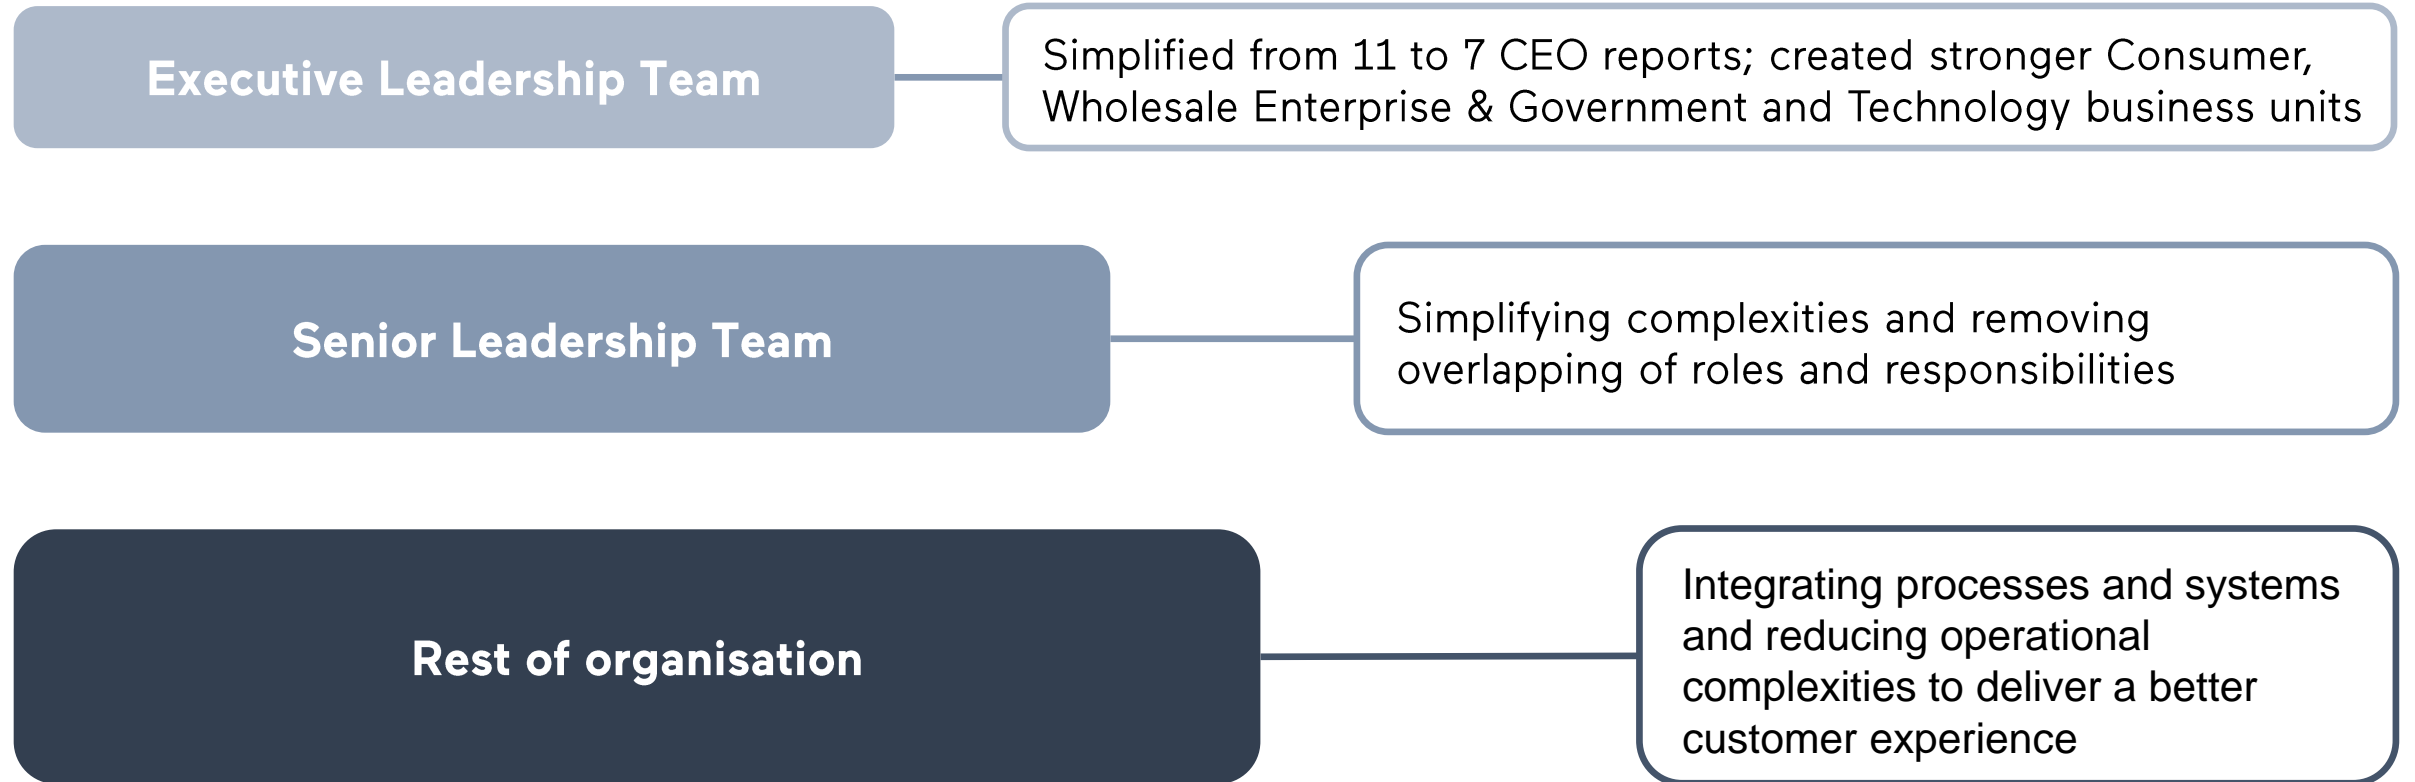 Executive Leadership Team
Simplified from 11 to 7 CEO reports; created stronger Consumer,
Wholesale Enterprise & Government and Technology business units
Senior Leadership Team
Simplifying complexities and removing
overlapping of roles and responsibilities
Rest of organisation
Integrating processes and systems
and reducing operational
complexities to deliver a better
customer experience